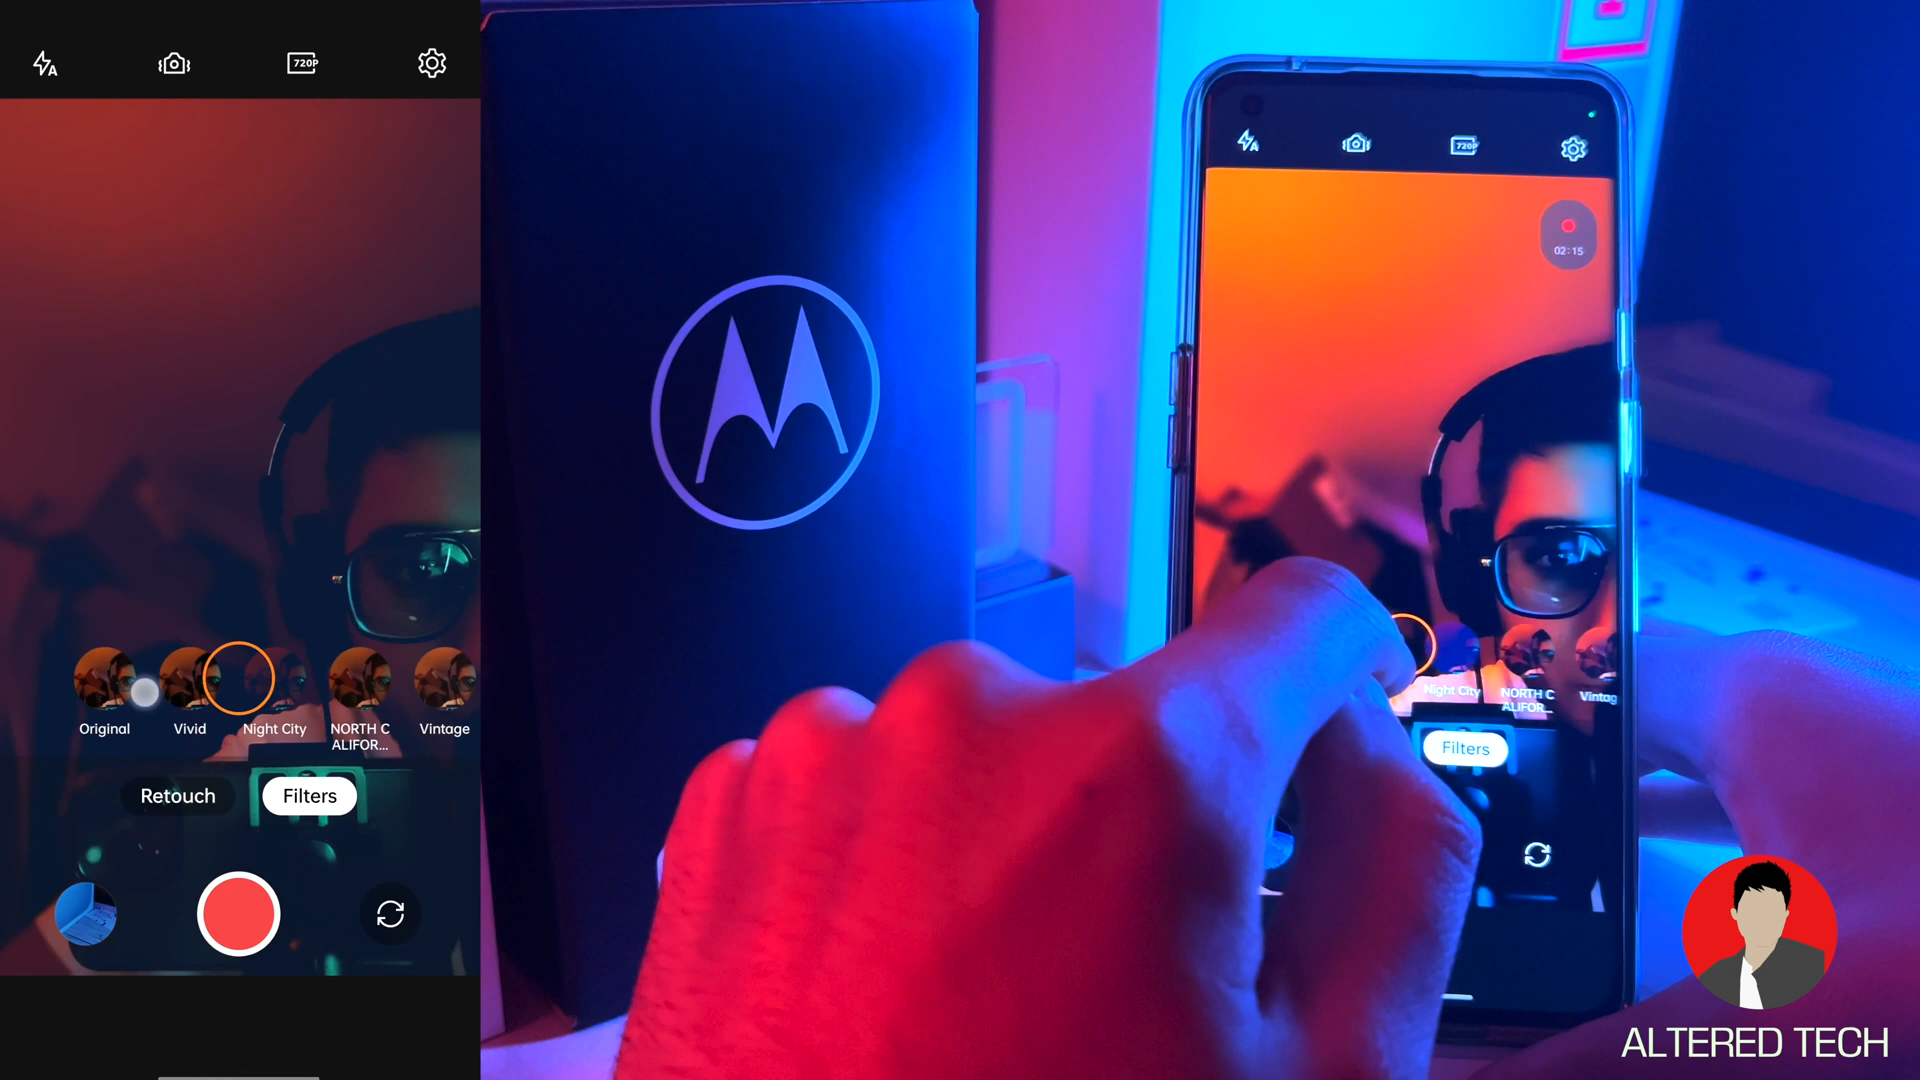 A
720P
Original
Vivid
Night City
NORTH C
ALIFOR...
Vintage
Retouch
Filters
A
720P
02:15
Night City
NORTH C
ALIFOR...
Vintag
Filters
ALTERED TECH